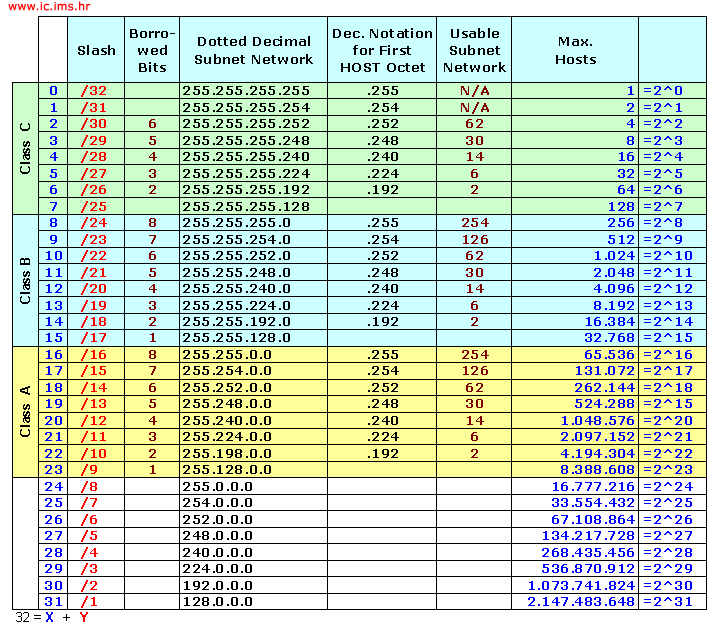 www.ic.ims.hr
Slash Borro-wed Bits Dotted Decimal Subnet Network Dec. Notation for First HOST Octet Usable Subnet Network Max. Hosts
Class C
0 /32 255.255.255.255 .255 N/A 1 =2^0
1 /31 255.255.255.254 .254 N/A 2 =2^1
2 /30 6 255.255.255.252 .252 62 4 =2^2
3 /29 5 255.255.255.248 .248 30 8 =2^3
4 /28 4 255.255.255.240 .240 14 16 =2^4
5 /27 3 255.255.255.224 .224 6 32 =2^5
6 /26 2 255.255.255.192 .192 2 64 =2^6
7 /25 255.255.255.128 128 =2^7
Class B
8 /24 8 255.255.255.0 .255 254 256 =2^8
9 /23 7 255.255.254.0 .254 126 512 =2^9
10 /22 6 255.255.252.0 .252 62 1.024 =2^10
11 /21 5 255.255.248.0 .248 30 2.048 =2^11
12 /20 4 255.255.240.0 .240 14 4.096 =2^12
13 /19 3 255.255.224.0 .224 6 8.192 =2^13
14 /18 2 255.255.192.0 .192 2 16.384 =2^14
15 /17 1 255.255.128.0 32.768 =2^15
Class A
16 /16 8 255.255.0.0 .255 254 65.536 =2^16
17 /15 7 255.254.0.0 .254 126 131.072 =2^17
18 /14 6 255.252.0.0 .252 62 262.144 =2^18
19 /13 5 255.248.0.0 .248 30 524.288 =2^15
20 /12 4 255.240.0.0 .240 14 1.048.576 =2^20
21 /11 3 255.224.0.0 .224 6 2.097.152 =2^21
22 /10 2 255.198.0.0 .192 2 4.194.304 =2^22
23 /9 1 255.128.0.0 8.388.608 =2^23
24 /8 255.0.0.0 16.777.216 =2^24
25 /7 254.0.0.0 33.554.432 =2^25
26 /6 252.0.0.0 67.108.864 =2^26
27 /5 248.0.0.0 134.217.728 =2^27
28 /4 240.0.0.0 268.435.456 =2^28
29 /3 224.0.0.0 536.870.912 =2^29
30 /2 192.0.0.0 1.073.741.824 =2^30
31 /1 128.0.0.0 2.147.483.648 =2^31
32 = X + Y